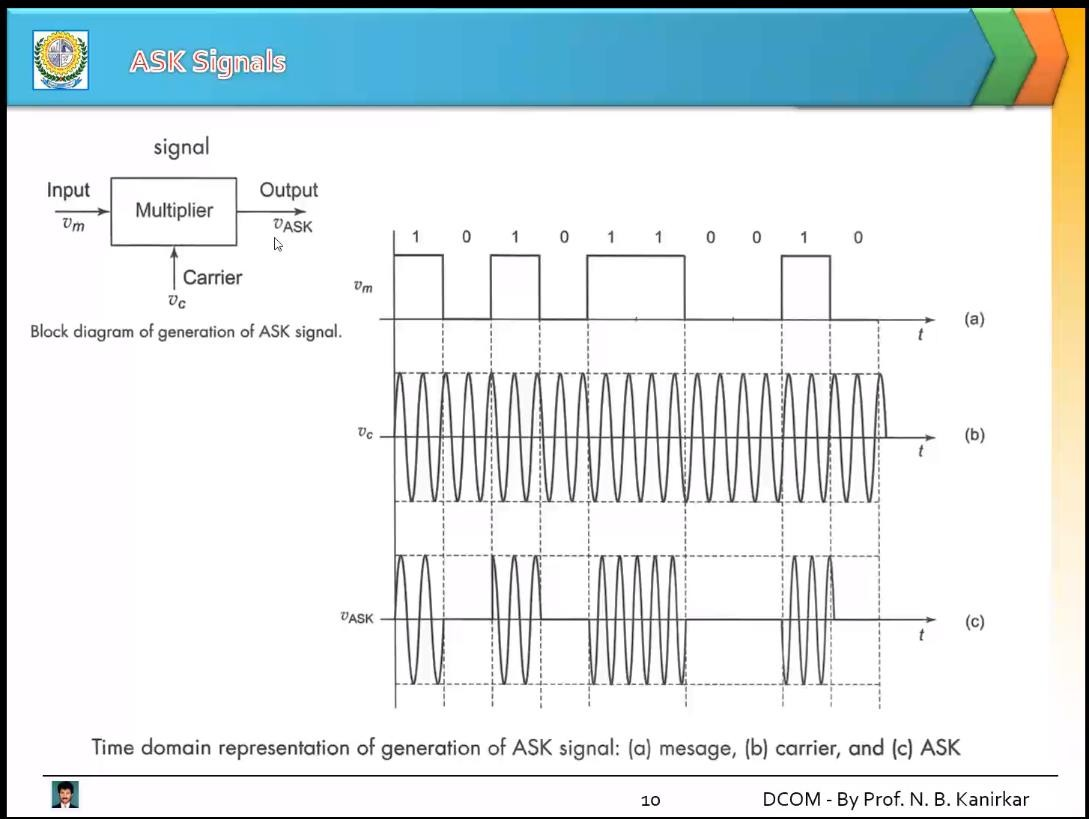 ASK Signals
signal
Input
Output
Multiplier
vm
vASK
Carrier
vc
Block diagram of generation of ASK signal.
1 0 1 0 1 1 0 0 1 0
vm
t
(a)
vc
t
(b)
vASK
t
(c)
Time domain representation of generation of ASK signal: (a) mesage, (b) carrier, and (c) ASK
10
DCOM - By Prof. N. B. Kanirkar